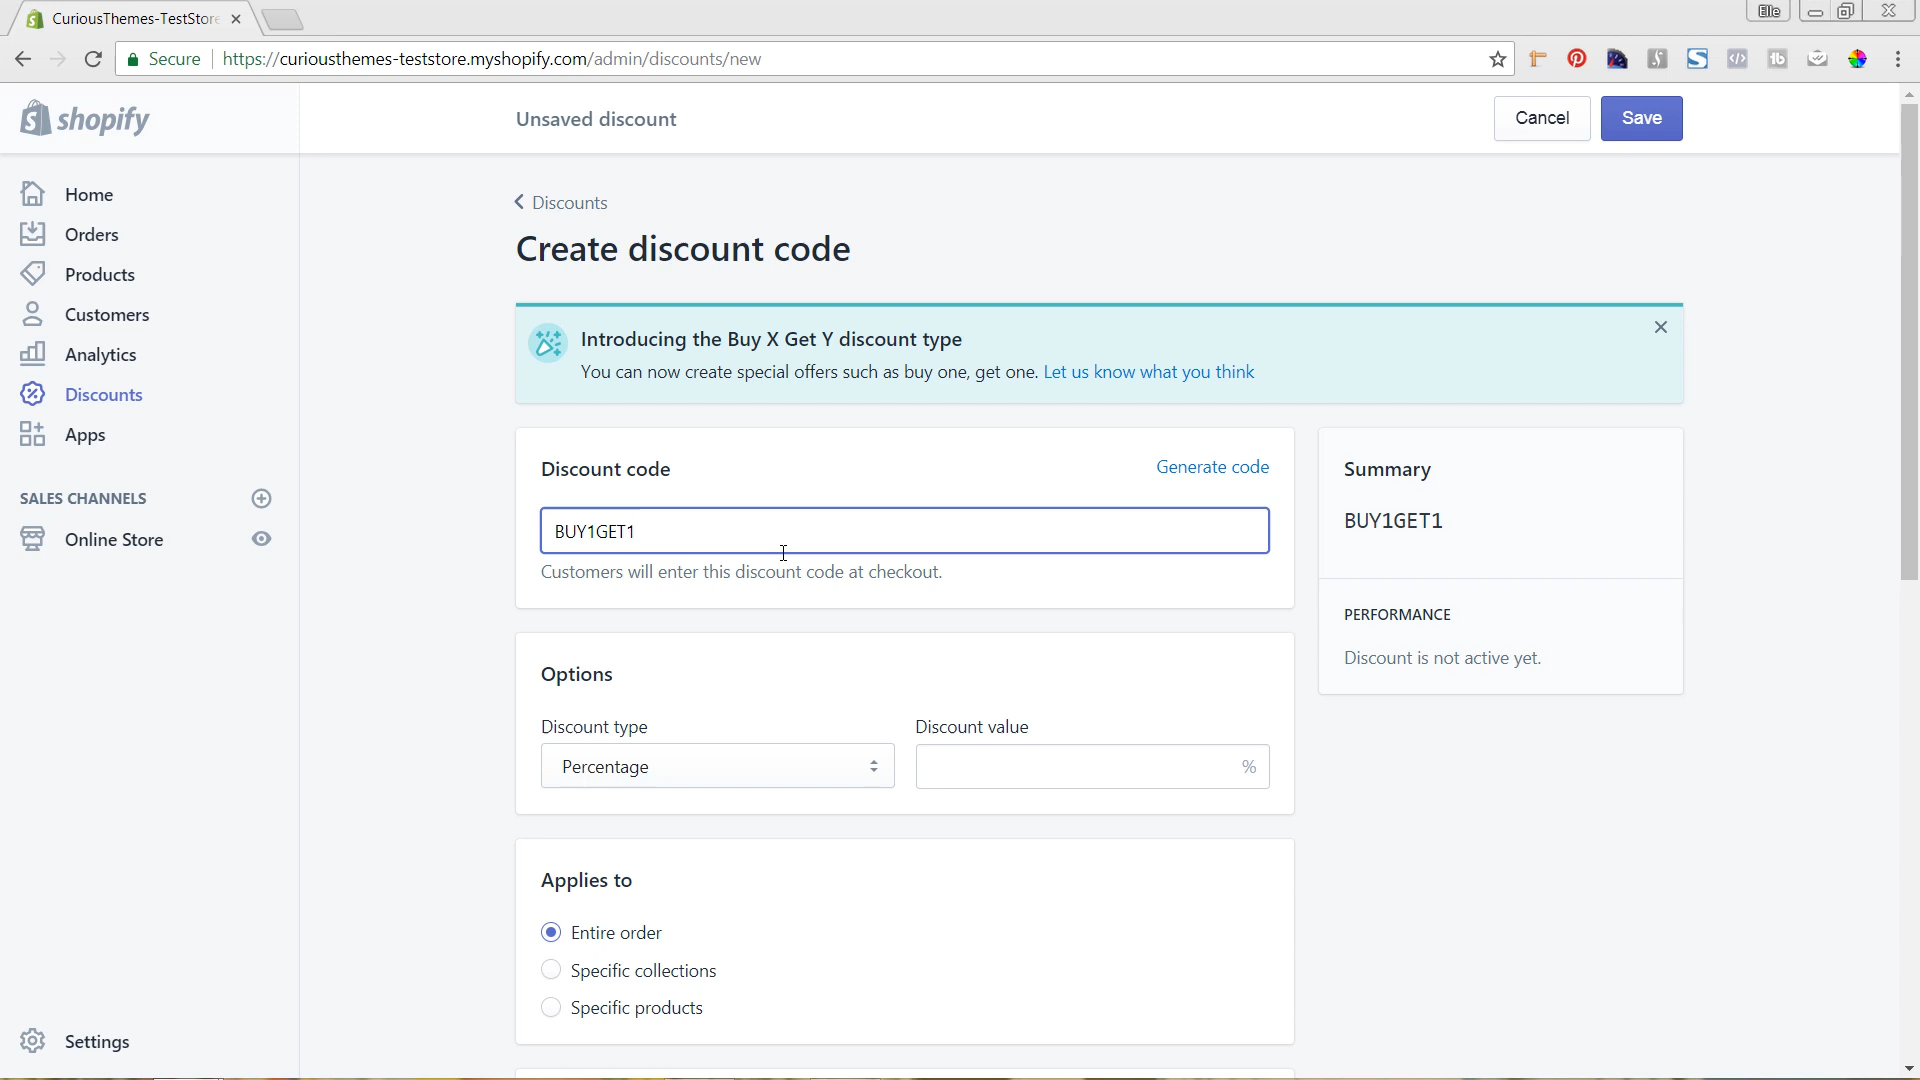 CuriousThemes-TestStore
Elle
Secure
https://curiousthemes-teststore.myshopify.com/admin/discounts/new
shopify
Unsaved discount
Cancel
Save
Home
Orders
Products
Customers
Analytics
Discounts
Apps
SALES CHANNELS
Online Store
Settings
Discounts
Create discount code
Introducing the Buy X Get Y discount type
You can now create special offers such as buy one, get one. Let us know what you think
Discount code
Generate code
BUY1GET1
Customers will enter this discount code at checkout.
Summary
BUY1GET1
PERFORMANCE
Discount is not active yet.
Options
Discount type
Discount value
Percentage
%
Applies to
Entire order
Specific collections
Specific products